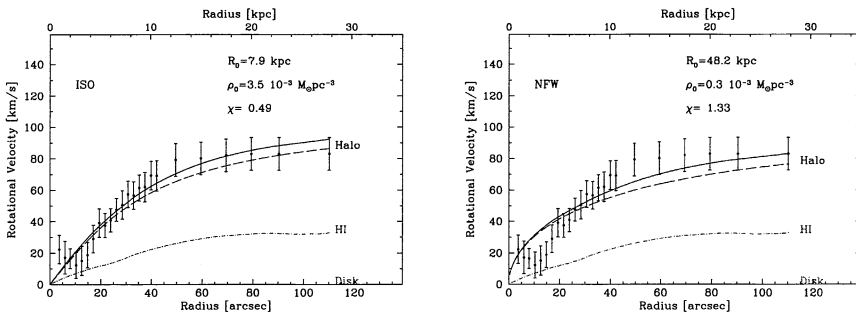 Radius [kpc]
0 10 20 30
Rotational Velocity [km/s]
140
120
100
80
60
40
20
0
ISO
R₀=7.9 kpc
ρ₀=3.5 10⁻³ M⊙pc⁻³
χ= 0.49
Halo
HI
Disk
0 20 40 60 80 100 120
Radius [arcsec]
Radius [kpc]
0 10 20 30
Rotational Velocity [km/s]
140
120
100
80
60
40
20
0
NFW
R₀=48.2 kpc
ρ₀=0.3 10⁻³ M⊙pc⁻³
χ= 1.33
Halo
HI
Disk
0 20 40 60 80 100 120
Radius [arcsec]